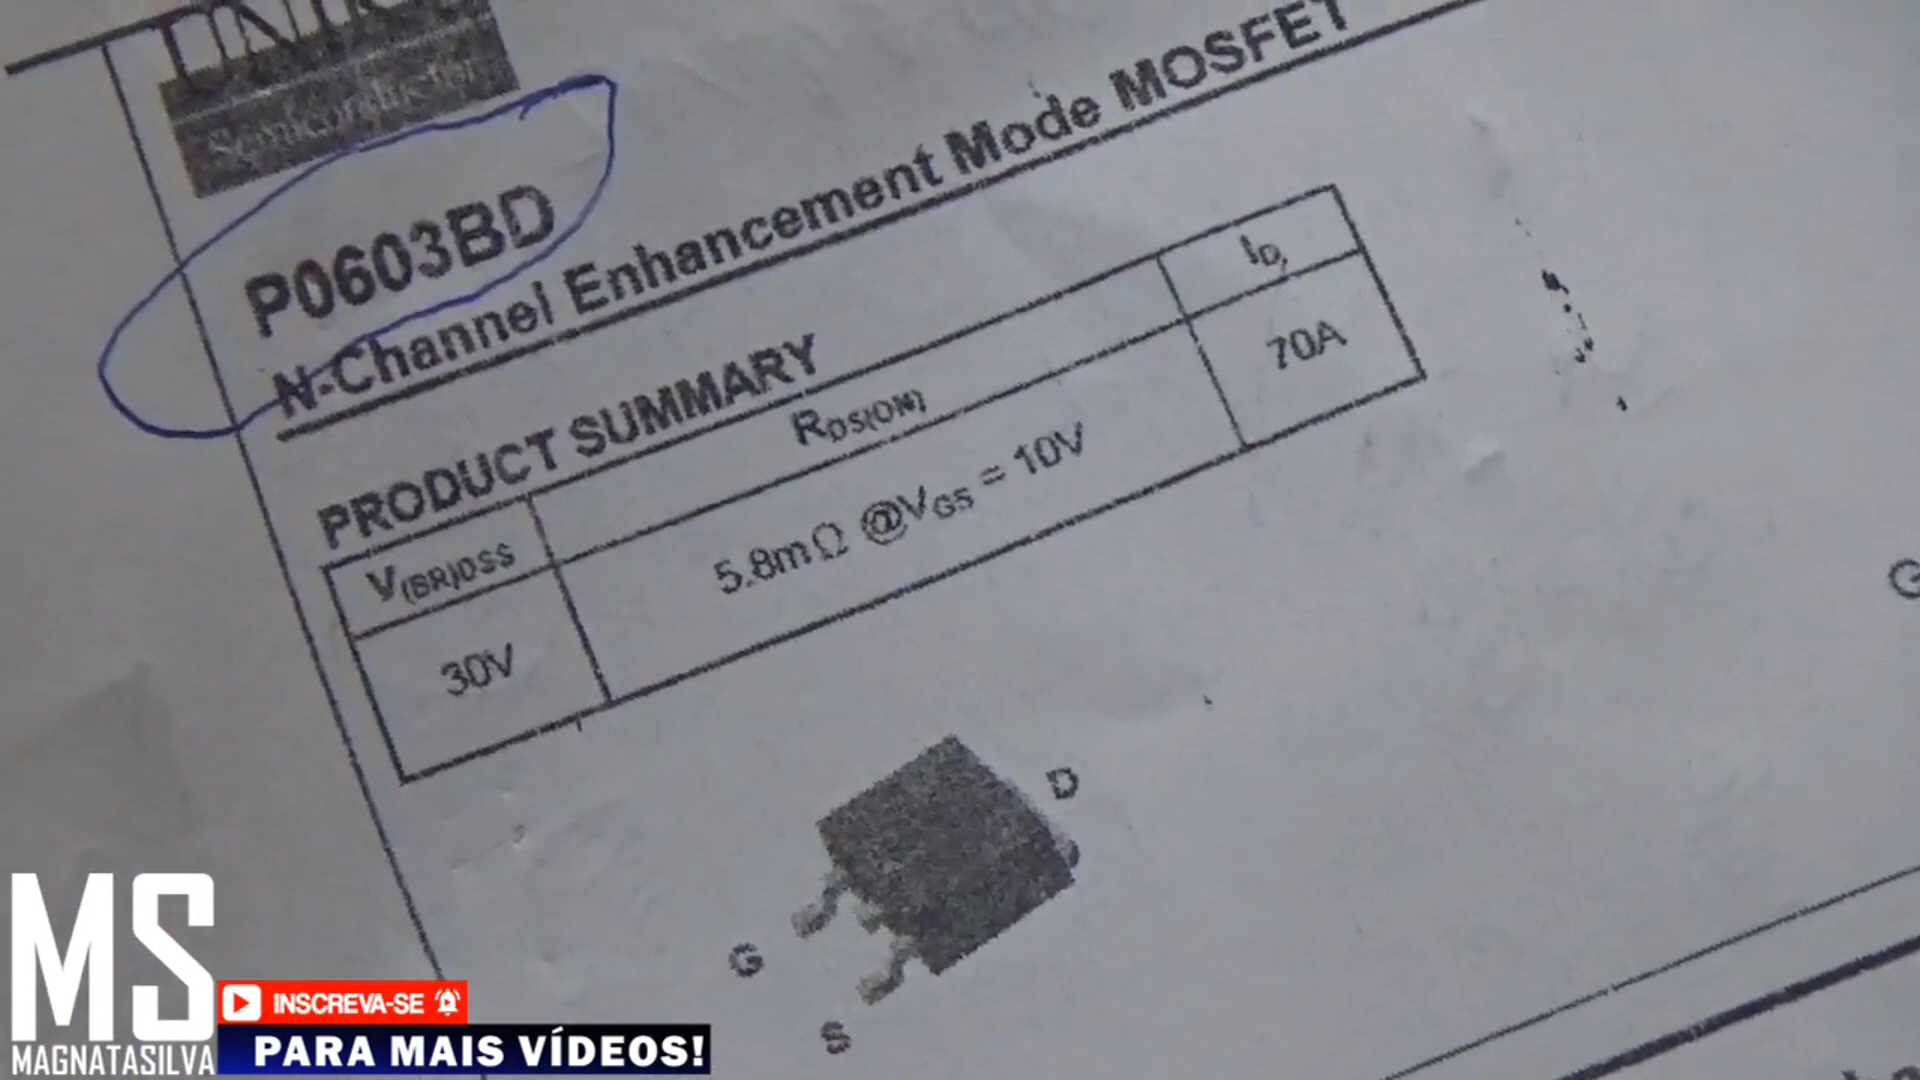 Semiconductor
P0603BD
N-Channel Enhancement Mode MOSFET
PRODUCT SUMMARY
V(BR)DSS RDS(ON) ID
30V 5.8mΩ @VGS = 10V 70A
D
G
G
S
MS
MAGNATASILVA
INSCREVA-SE
PARA MAIS VÍDEOS!